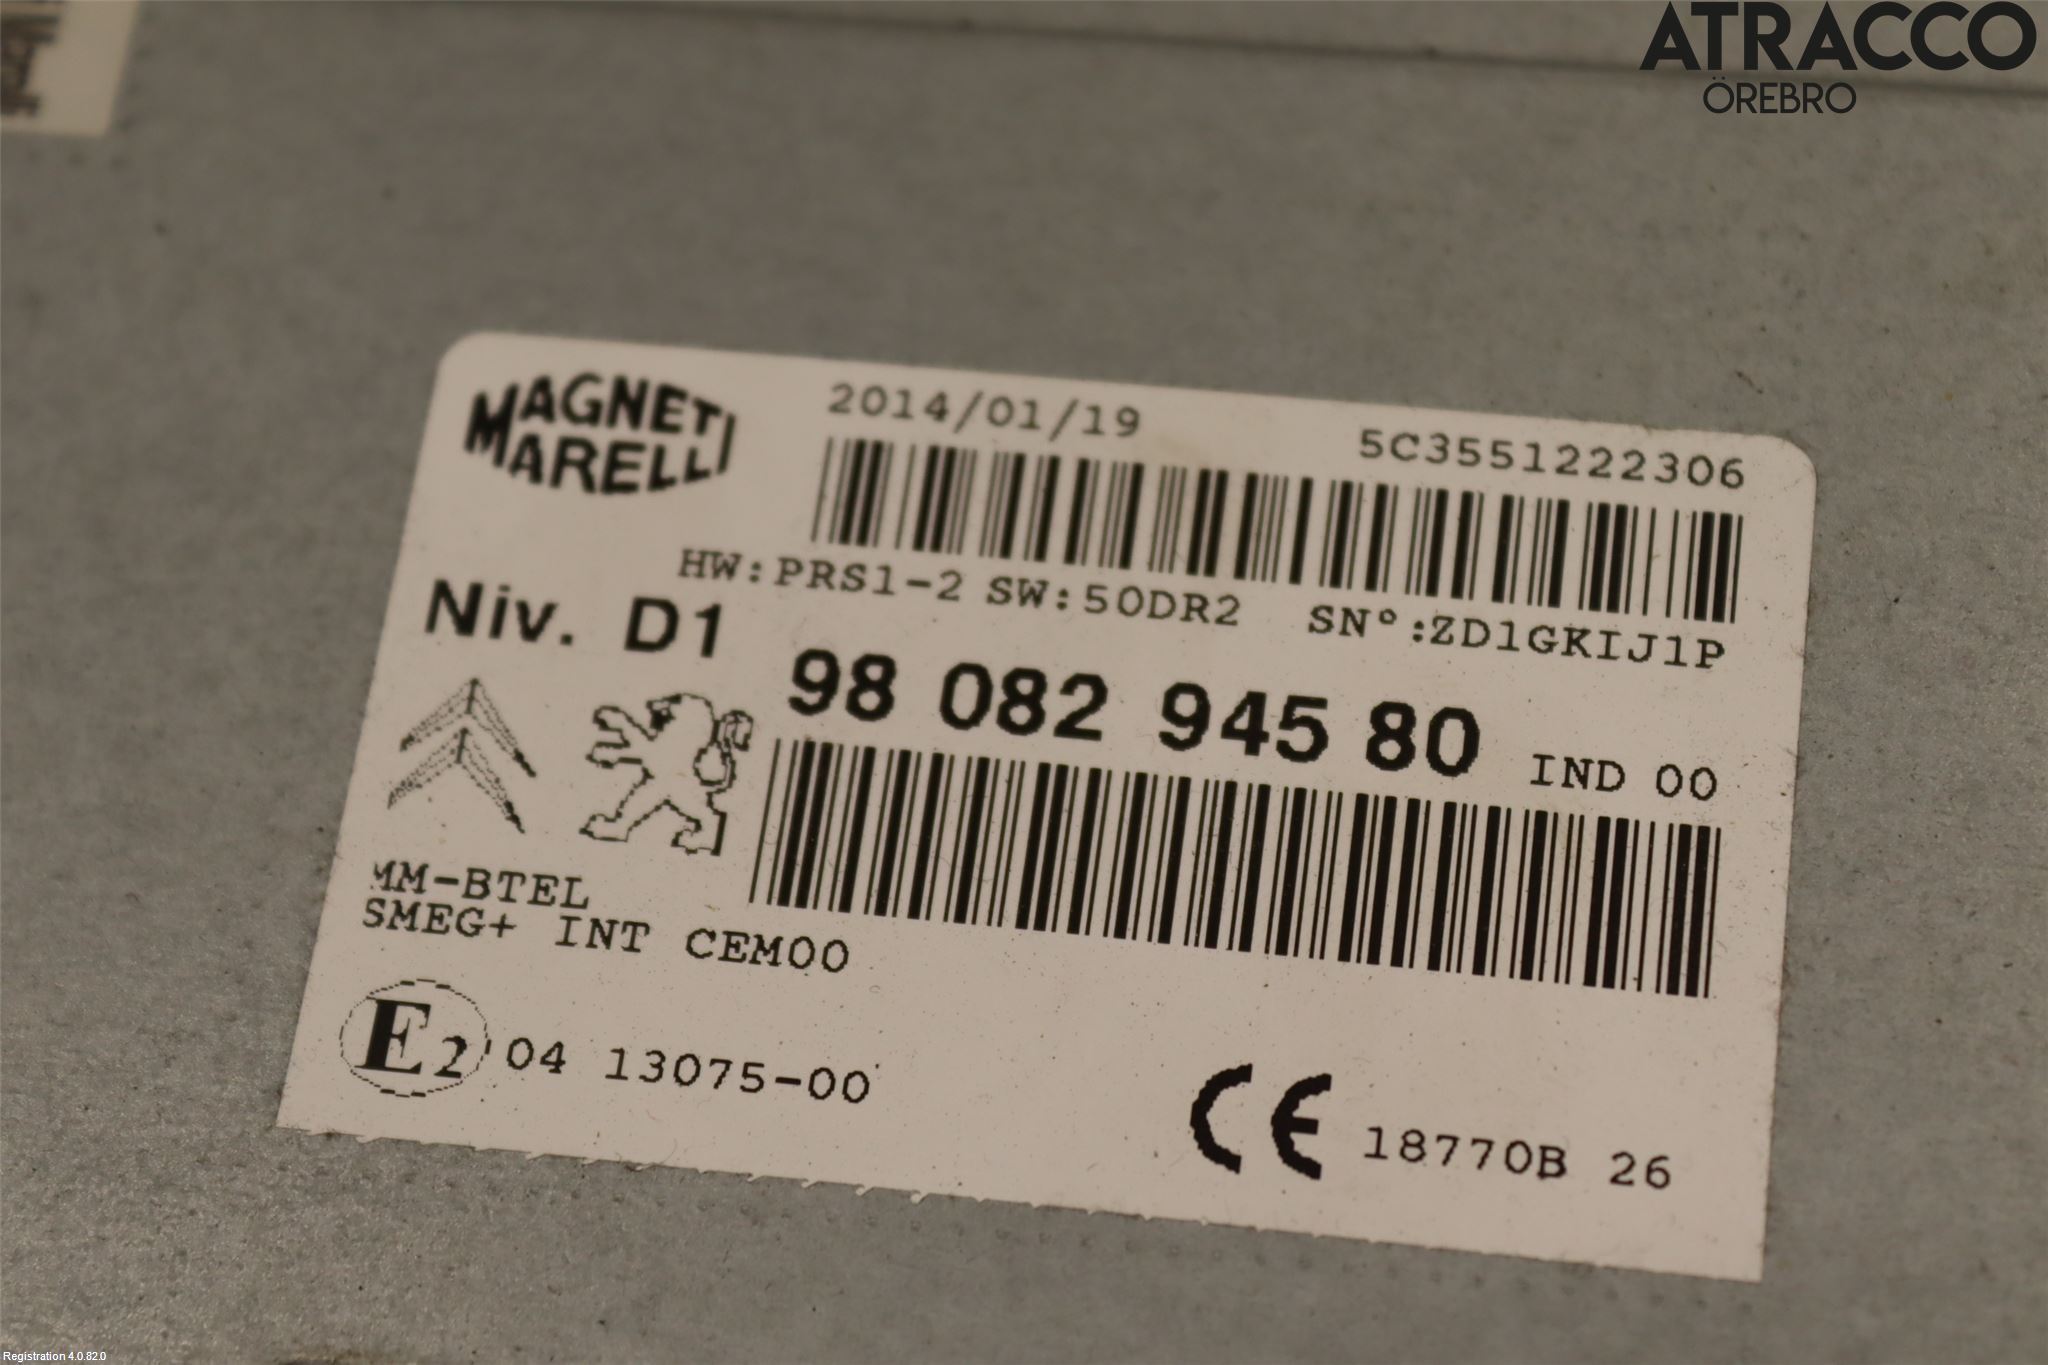 ATRACCO
ÖREBRO
MAGNETI
MARELLI
2014/01/19
5C3551222306
HW:PRS1-2 SW:50DR2 SN°:ZD1GKIJ1P
Niv. D1
98 082 945 80 IND 00
MM-BTEL
SMEG+ INT CEM00
E2 04 13075-00
CE 18770B 26
Registration 4.0.82.0